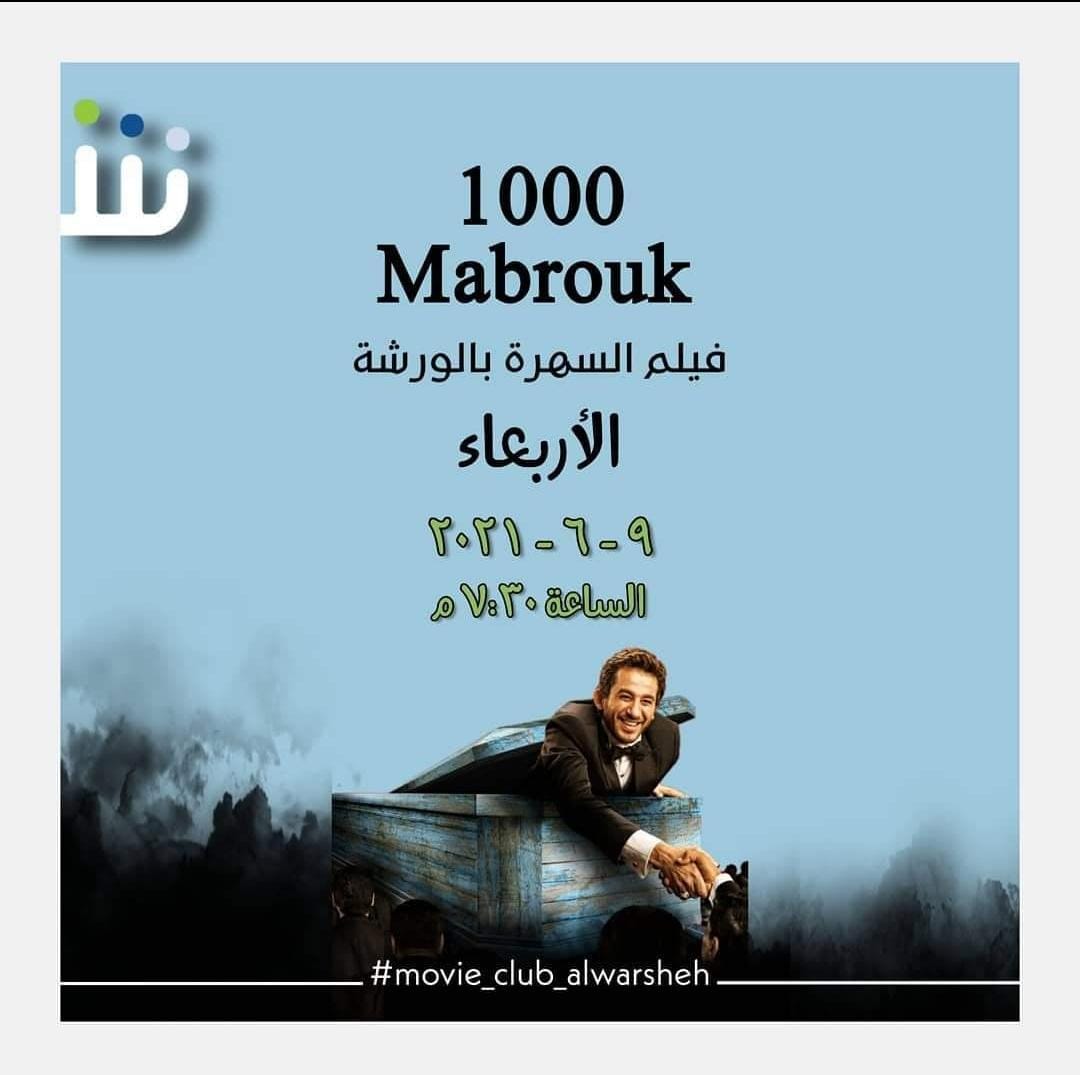 1000
Mabrouk
فيلم السهرة بالورشة
الأربعاء
٩ - ٦ - ٢٠٢١
الساعة ٧:٣٠ م
#movie_club_alwarsheh